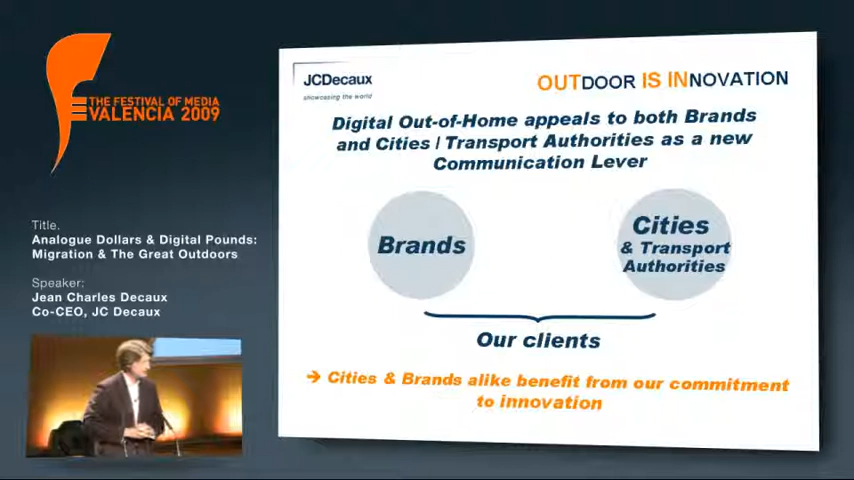 THE FESTIVAL OF MEDIA
VALENCIA 2009
Title.
Analogue Dollars & Digital Pounds:
Migration & The Great Outdoors
Speaker:
Jean Charles Decaux
Co-CEO, JC Decaux
JCDecaux
showcasing the world
OUTDOOR IS INNOVATION
Digital Out-of-Home appeals to both Brands
and Cities / Transport Authorities as a new
Communication Lever
Brands
Cities
& Transport
Authorities
Our clients
➔ Cities & Brands alike benefit from our commitment
to innovation